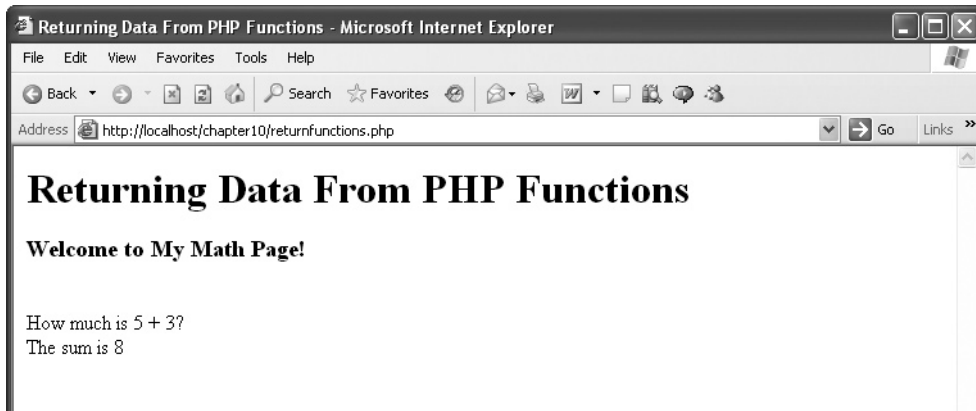 Returning Data From PHP Functions - Microsoft Internet Explorer
File Edit View Favorites Tools Help
Back Search Favorites W
Address http://localhost/chapter10/returnfunctions.php Go Links »
Returning Data From PHP Functions
Welcome to My Math Page!
How much is 5 + 3?
The sum is 8